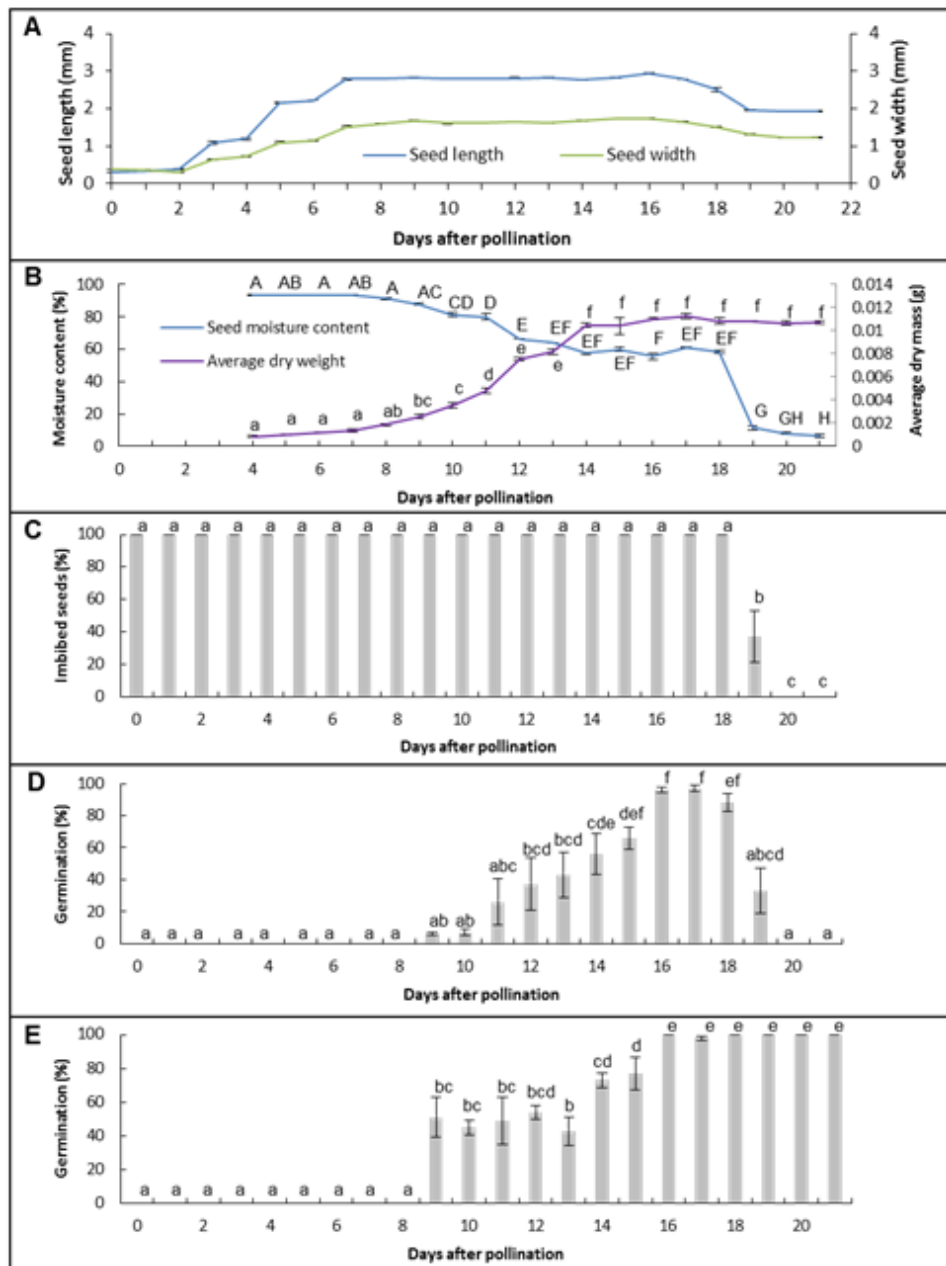 A
Seed length (mm)
4
3
2
1
0
Seed length
Seed width
4
3
2
1
0
Seed width (mm)
0 2 4 6 8 10 12 14 16 18 20 22
Days after pollination
B
Moisture content (%)
100
80
60
40
20
0
A AB A AB A AC CD D E EF EF EF F EF EF G GH H
Seed moisture content
Average dry weight
a a a a ab bc c d e e f f f f f f f f
0.014
0.012
0.01
0.008
0.006
0.004
0.002
0
Average dry mass (g)
0 2 4 6 8 10 12 14 16 18 20
Days after pollination
C
Imbibed seeds (%)
100
80
60
40
20
0
a a a a a a a a a a a a a a a a a a a b c c
0 2 4 6 8 10 12 14 16 18 20
Days after pollination
D
Germination (%)
100
80
60
40
20
0
a a a a a a a a a ab ab abc bcd bcd cde def f f ef abcd a a
0 2 4 6 8 10 12 14 16 18 20
Days after pollination
E
Germination (%)
100
80
60
40
20
0
a a a a a a a a a bc bc bc bcd b cd d e e e e e e
0 2 4 6 8 10 12 14 16 18 20
Days after pollination